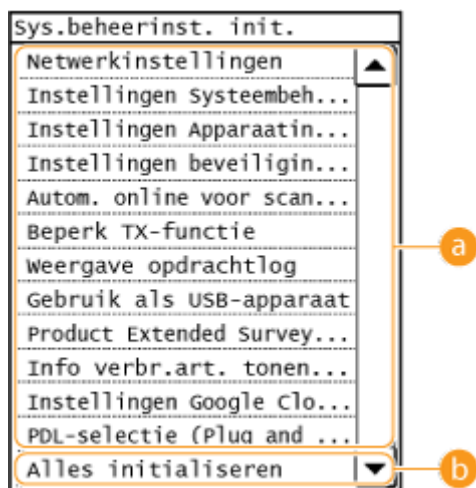 Sys.beheerinst. init.
Netwerkinstellingen
Instellingen Systeembeh...
Instellingen Apparaatin...
Instellingen beveiligin...
Autom. online voor scan...
Beperk TX-functie
Weergave opdrachtlog
Gebruik als USB-apparaat
Product Extended Survey...
Info verbr.art. tonen...
Instellingen Google Clo...
PDL-selectie (Plug and ...
Alles initialiseren
a
b